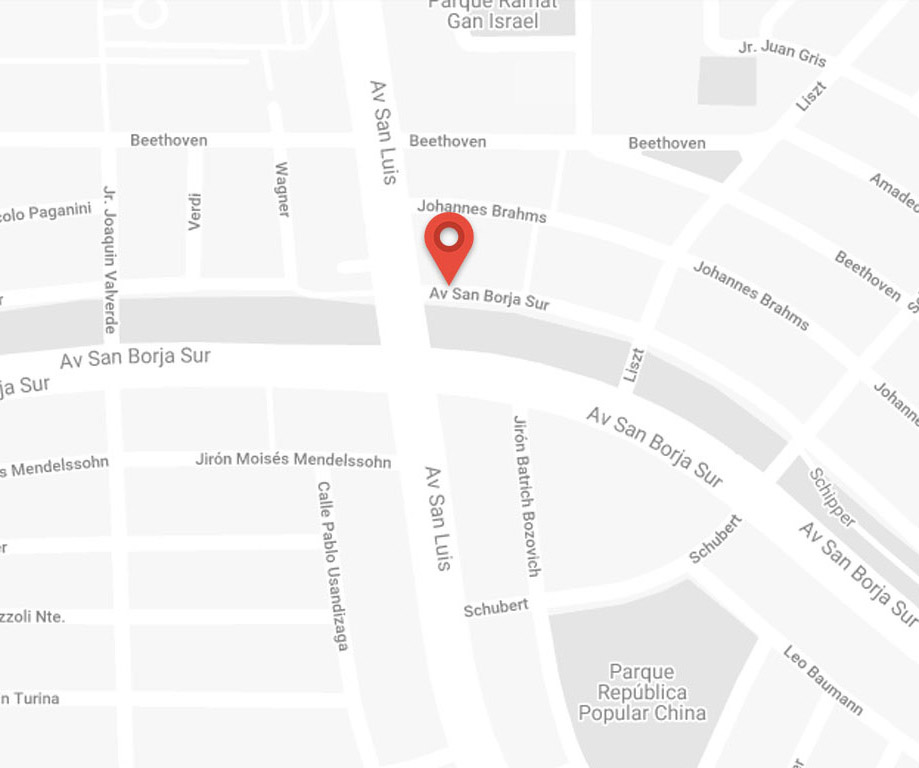 Parque Ramat
Gan Israel
Jr. Juan Gris
Liszt
Av San Luis
Beethoven
Beethoven
Beethoven
Wagner
Verdi
Amadeo
colo Paganini
Jr. Joaquin Valverde
Johannes Brahms
Johannes Brahms
Beethoven
Av San Borja Sur
Av San Borja Sur
ja Sur
Liszt
Johanne
Av San Borja Sur
Jirón Moisés Mendelssohn
s Mendelssohn
Jirón Batrich Bozovich
Av San Luis
Calle Pablo Usandizaga
Schipper
Schubert
Av San Borja Sur
er
Schubert
zzoli Nte.
Parque
República
Popular China
Leo Baumann
n Turina